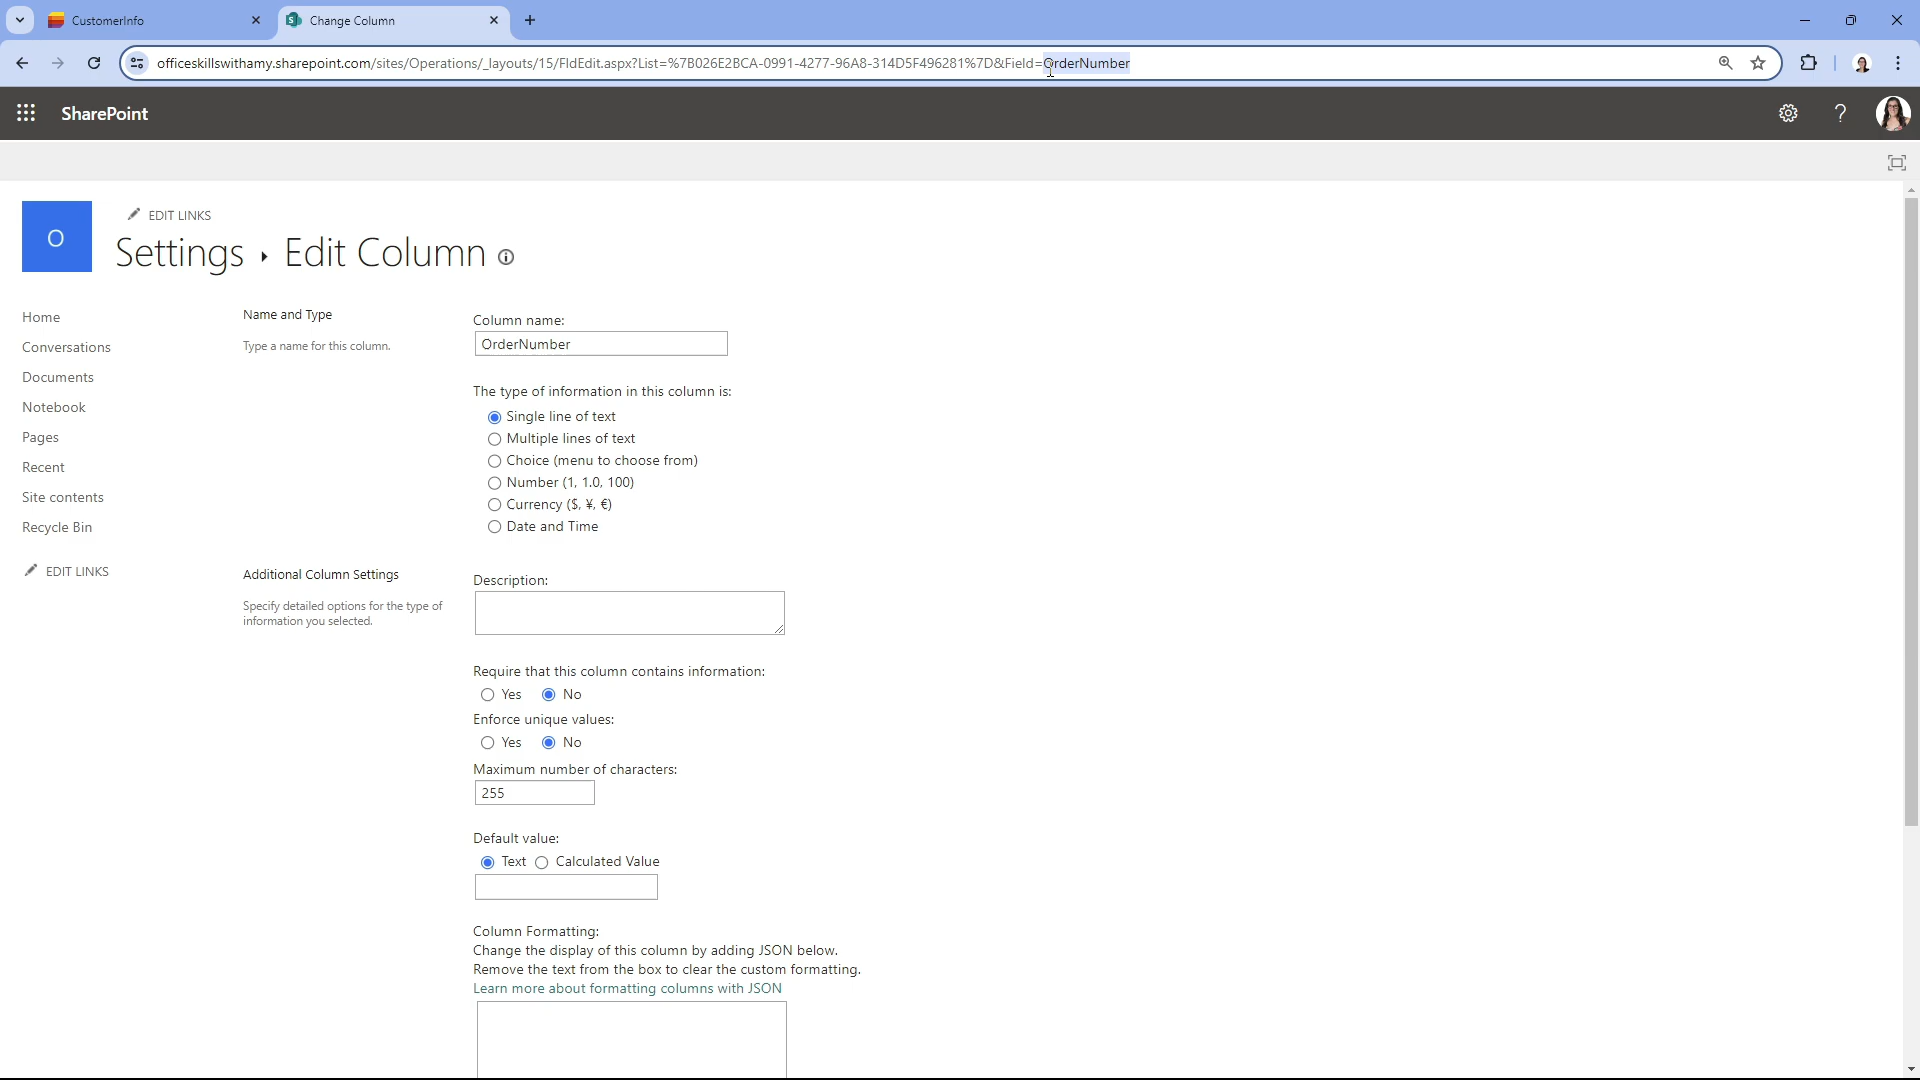 CustomerInfo
Change Column
officeskillswithamy.sharepoint.com/sites/Operations/_layouts/15/FldEdit.aspx?List=%7B026E2BCA-0991-4277-96A8-314D5F496281%7D&Field=OrderNumber
SharePoint
EDIT LINKS
O
Settings ▸ Edit Column
Home
Conversations
Documents
Notebook
Pages
Recent
Site contents
Recycle Bin
EDIT LINKS
Name and Type
Type a name for this column.
Column name:
OrderNumber
The type of information in this column is:
Single line of text
Multiple lines of text
Choice (menu to choose from)
Number (1, 1.0, 100)
Currency ($, ¥, €)
Date and Time
Additional Column Settings
Specify detailed options for the type of
information you selected.
Description:
Require that this column contains information:
Yes No
Enforce unique values:
Yes No
Maximum number of characters:
255
Default value:
Text Calculated Value
Column Formatting:
Change the display of this column by adding JSON below.
Remove the text from the box to clear the custom formatting.
Learn more about formatting columns with JSON